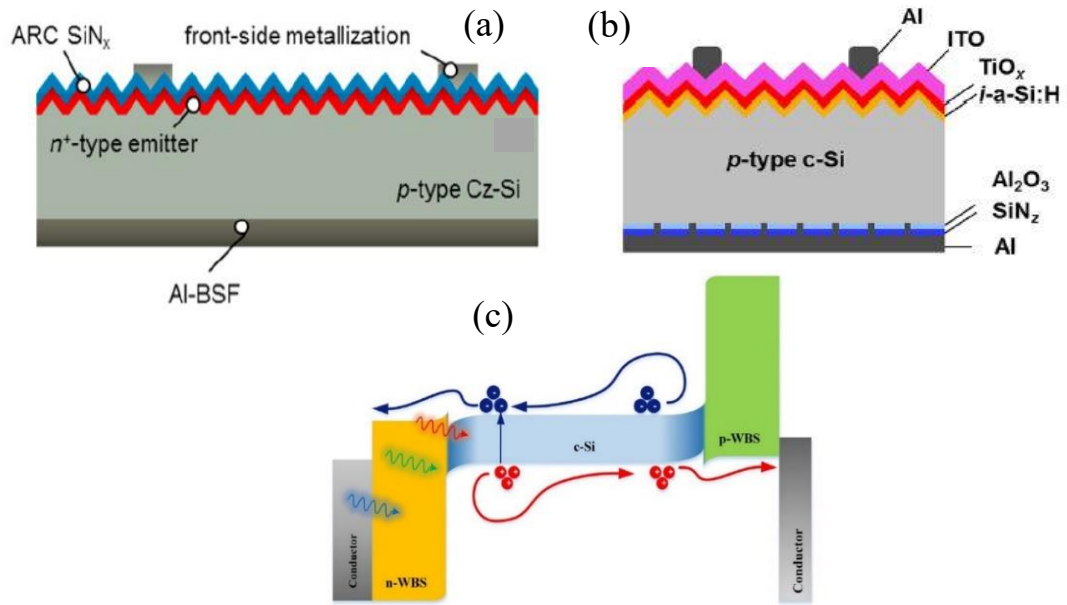 (a)
ARC SiNₓ
front-side metallization
n⁺-type emitter
p-type Cz-Si
Al-BSF
(b)
Al
ITO
TiOₓ
i-a-Si:H
p-type c-Si
Al₂O₃
SiN_z
Al
(c)
Conductor
n-WBS
c-Si
p-WBS
Conductor